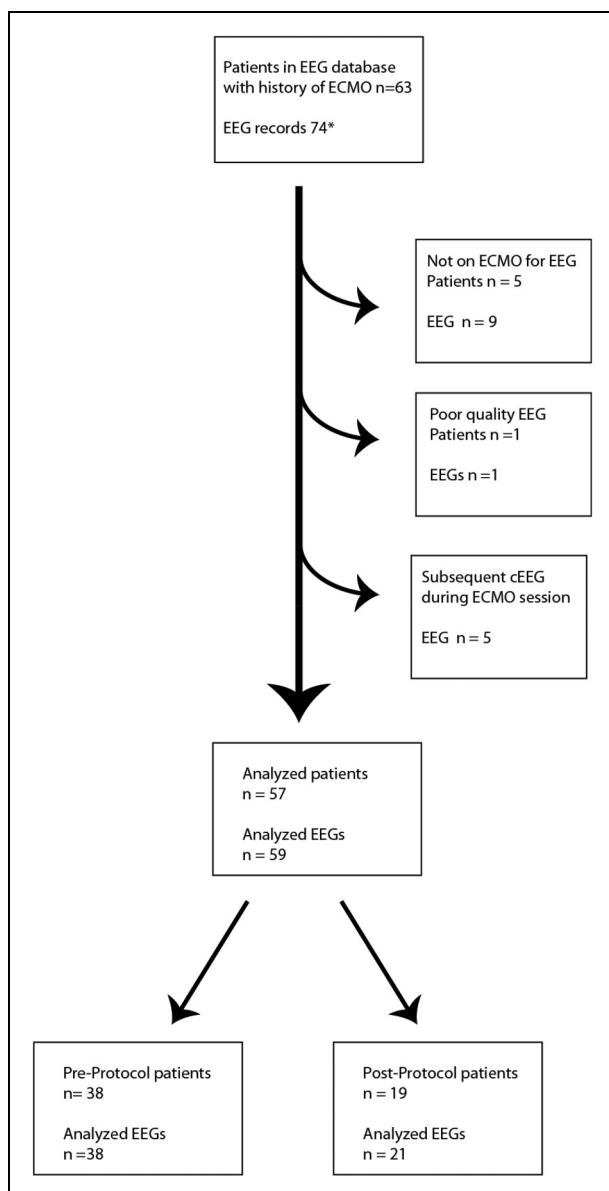 Patients in EEG database
with history of ECMO n=63
EEG records 74*
Not on ECMO for EEG
Patients n = 5
EEG n = 9
Poor quality EEG
Patients n =1
EEGs n =1
Subsequent cEEG
during ECMO session
EEG n = 5
Analyzed patients
n = 57
Analyzed EEGs
n = 59
Pre-Protocol patients
n= 38
Analyzed EEGs
n =38
Post-Protocol patients
n = 19
Analyzed EEGs
n = 21